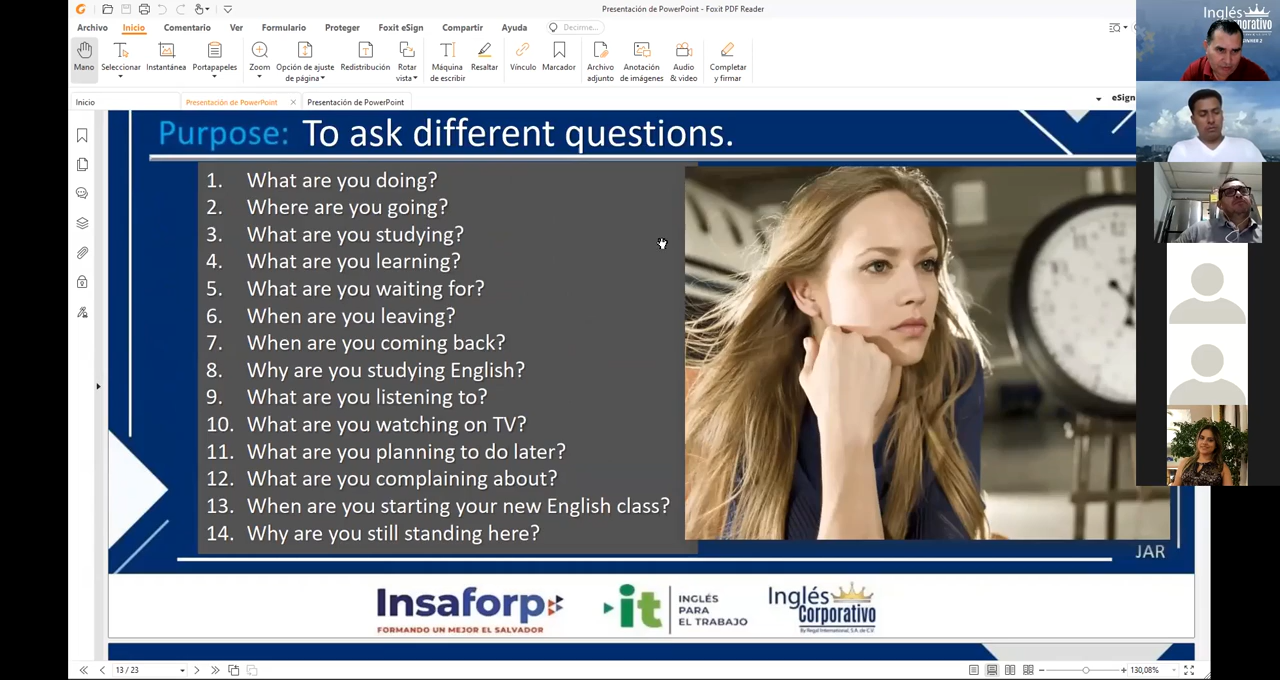 Presentación de PowerPoint - Foxit PDF Reader
Archivo Inicio Comentario Ver Formulario Proteger Foxit eSign Compartir Ayuda Decirme...
Mano Seleccionar Instantánea Portapapeles Zoom Opción de ajuste de página Redistribución Rotar vista Máquina de escribir Resaltar Vínculo Marcador Archivo adjunto Anotación de imágenes Audio & video Completar y firmar
Inicio Presentación de PowerPoint Presentación de PowerPoint eSign
Purpose: To ask different questions.
1. What are you doing?
2. Where are you going?
3. What are you studying?
4. What are you learning?
5. What are you waiting for?
6. When are you leaving?
7. When are you coming back?
8. Why are you studying English?
9. What are you listening to?
10. What are you watching on TV?
11. What are you planning to do later?
12. What are you complaining about?
13. When are you starting your new English class?
14. Why are you still standing here?
JAR
Insaforp
FORMANDO UN MEJOR EL SALVADOR
it
INGLÉS
PARA
EL TRABAJO
Inglés
Corporativo
By Regal International, S.A. de C.V.
13 / 23
130,08%
Inglés
Corporativo